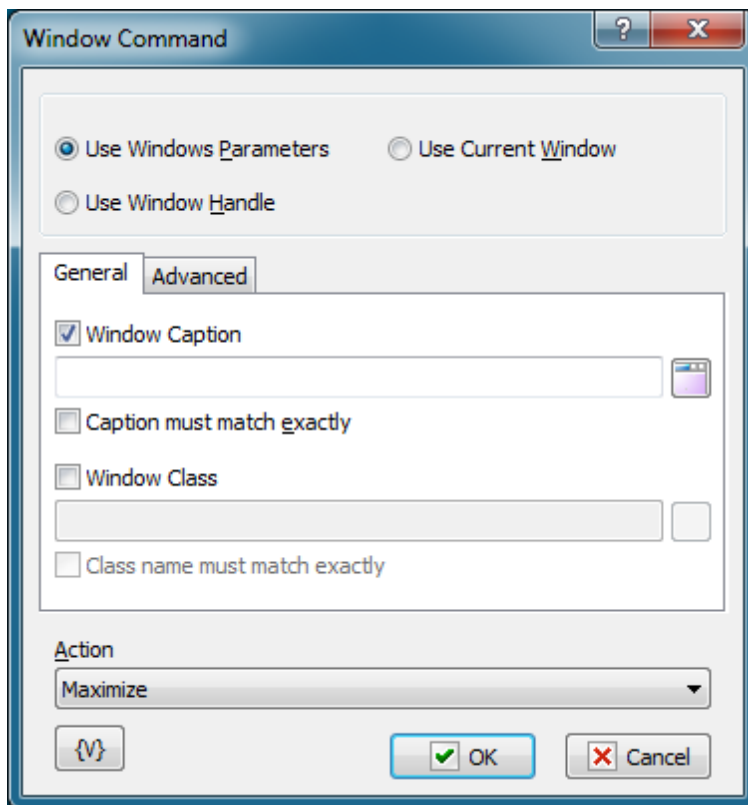 Window Command
?
X
Use Windows Parameters
Use Current Window
Use Window Handle
General
Advanced
Window Caption
Caption must match exactly
Window Class
Class name must match exactly
Action
Maximize
{V}
OK
Cancel